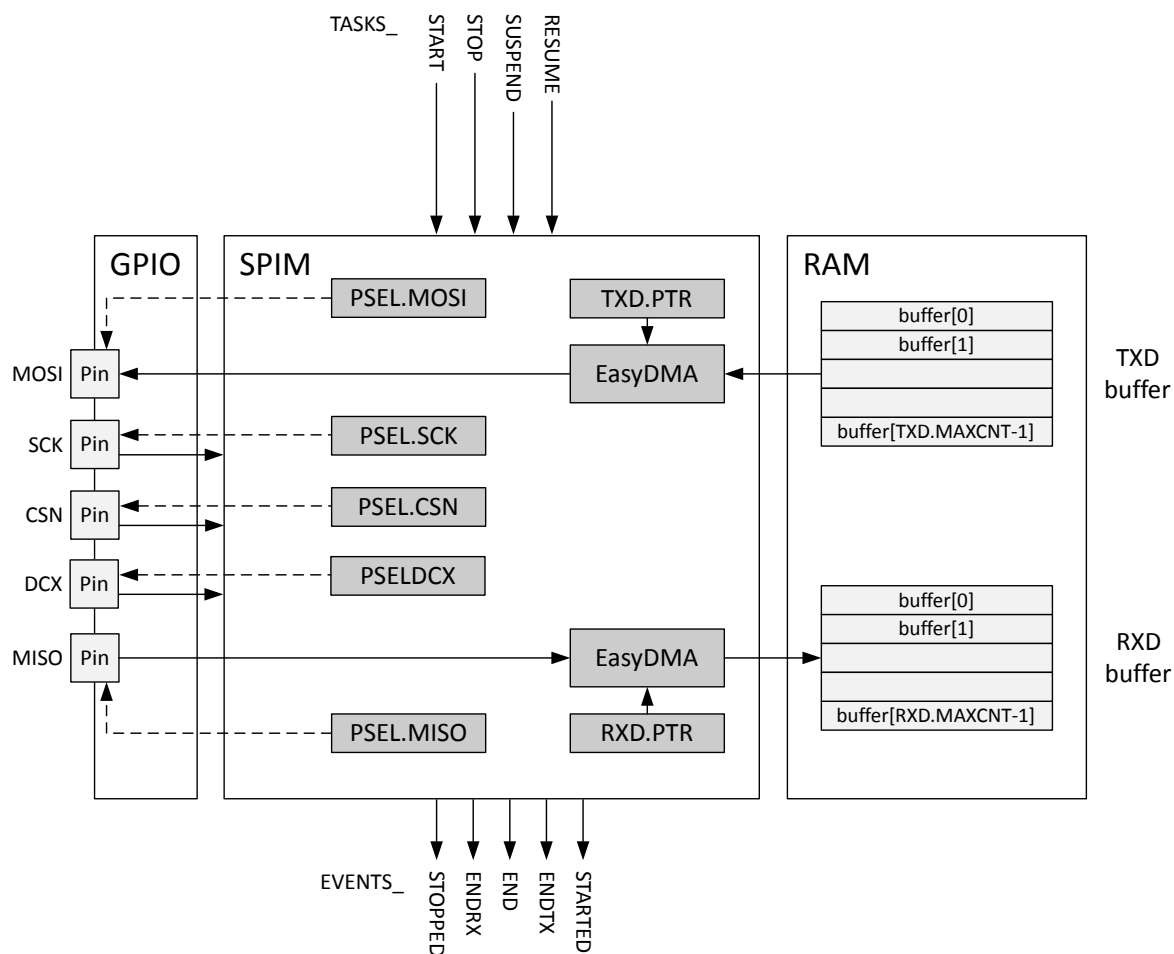 TASKS_
START
STOP
SUSPEND
RESUME
GPIO
SPIM
RAM
PSEL.MOSI
TXD.PTR
buffer[0]
buffer[1]
buffer[TXD.MAXCNT-1]
TXD
buffer
MOSI
Pin
EasyDMA
SCK
Pin
PSEL.SCK
CSN
Pin
PSEL.CSN
DCX
Pin
PSELDCX
MISO
Pin
EasyDMA
buffer[0]
buffer[1]
buffer[RXD.MAXCNT-1]
RXD
buffer
PSEL.MISO
RXD.PTR
EVENTS_
STOPPED
ENDRX
END
ENDTX
STARTED